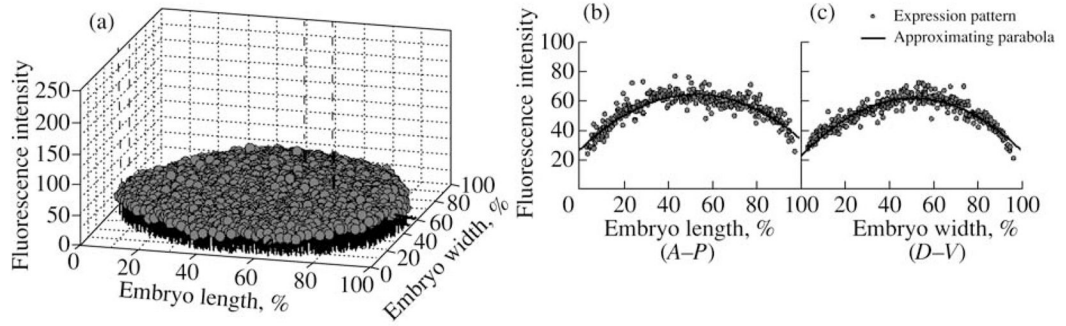 (a)
Fluorescence intensity
250
200
150
100
50
0
0
20
40
60
80
100
Embryo length, %
0
20
40
60
80
100
Embryo width, %
(b)
Fluorescence intensity
100
80
60
40
20
0
20
40
60
80
100
Embryo length, %
(A–P)
(c)
Expression pattern
Approximating parabola
20
40
60
80
100
Embryo width, %
(D–V)